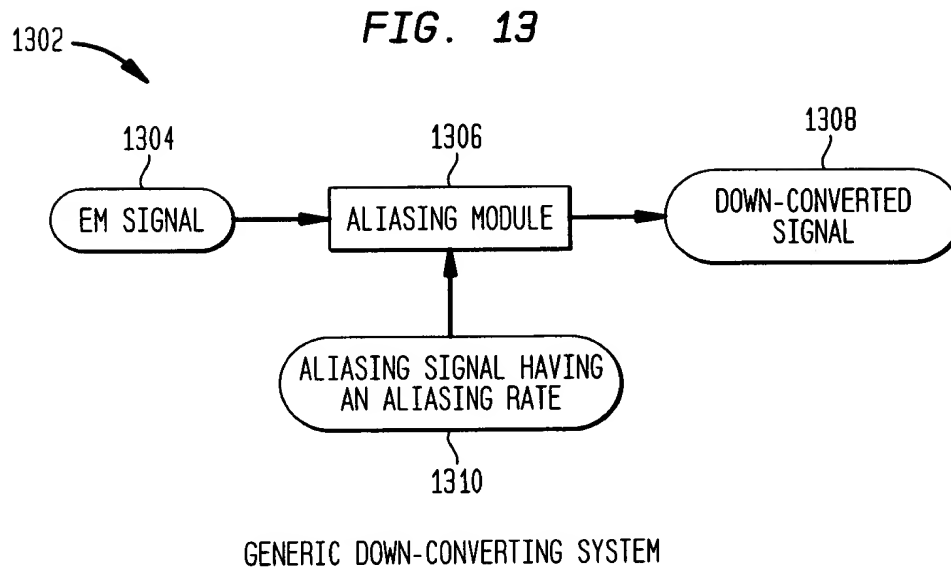 FIG. 13
1302
1304
1306
1308
EM SIGNAL
ALIASING MODULE
DOWN-CONVERTED
SIGNAL
ALIASING SIGNAL HAVING
AN ALIASING RATE
1310
GENERIC DOWN-CONVERTING SYSTEM